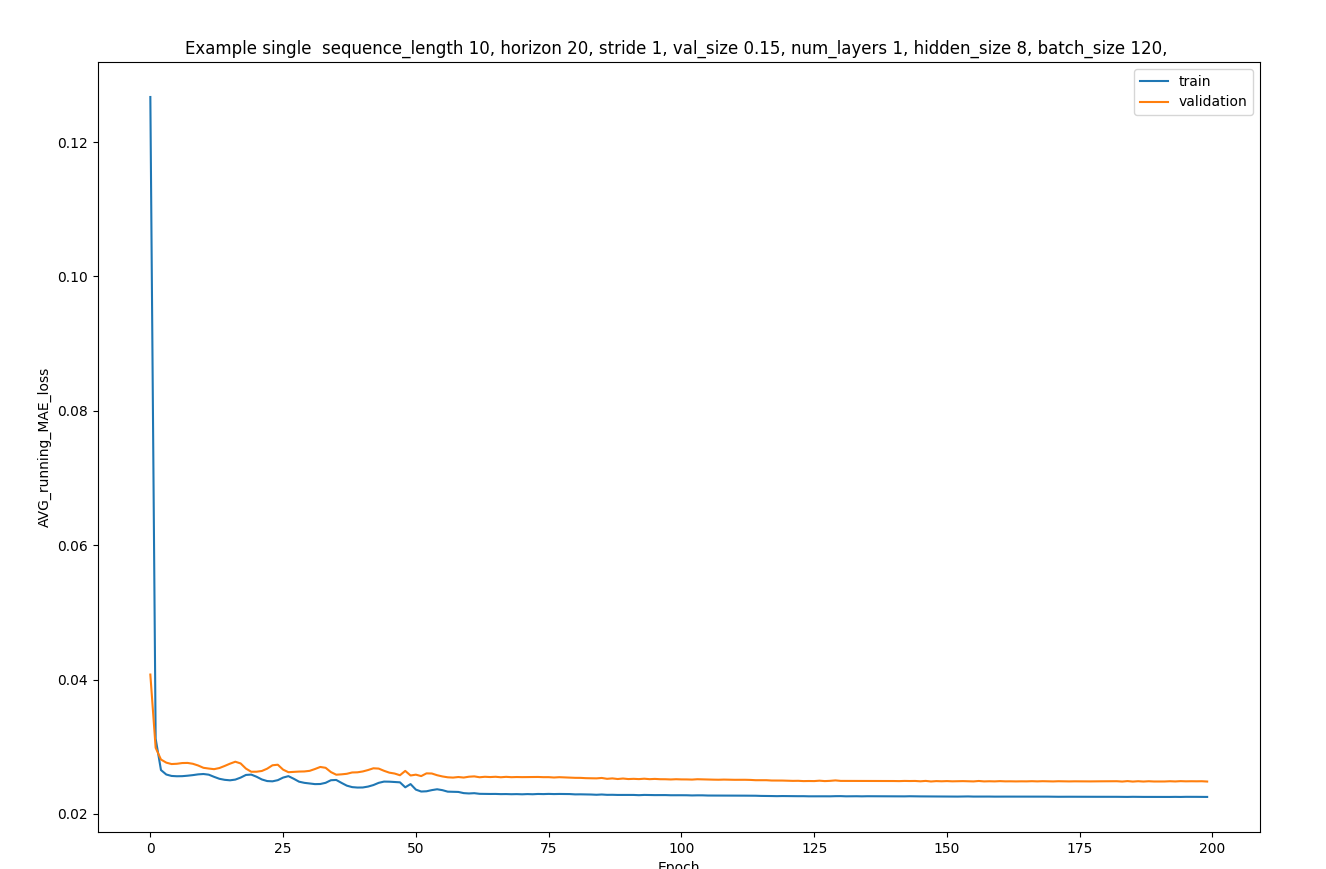 Example single  sequence_length 10, horizon 20, stride 1, val_size 0.15, num_layers 1, hidden_size 8, batch_size 120,
train
validation
AVG_running_MAE_loss
0.12
0.10
0.08
0.06
0.04
0.02
0 25 50 75 100 125 150 175 200
Epoch